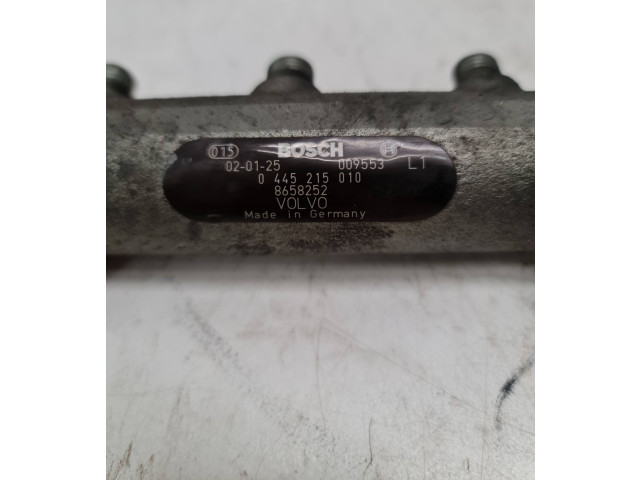 015 BOSCH
02-01-25 009553 L1
0 445 215 010
8658252
VOLVO
Made in Germany